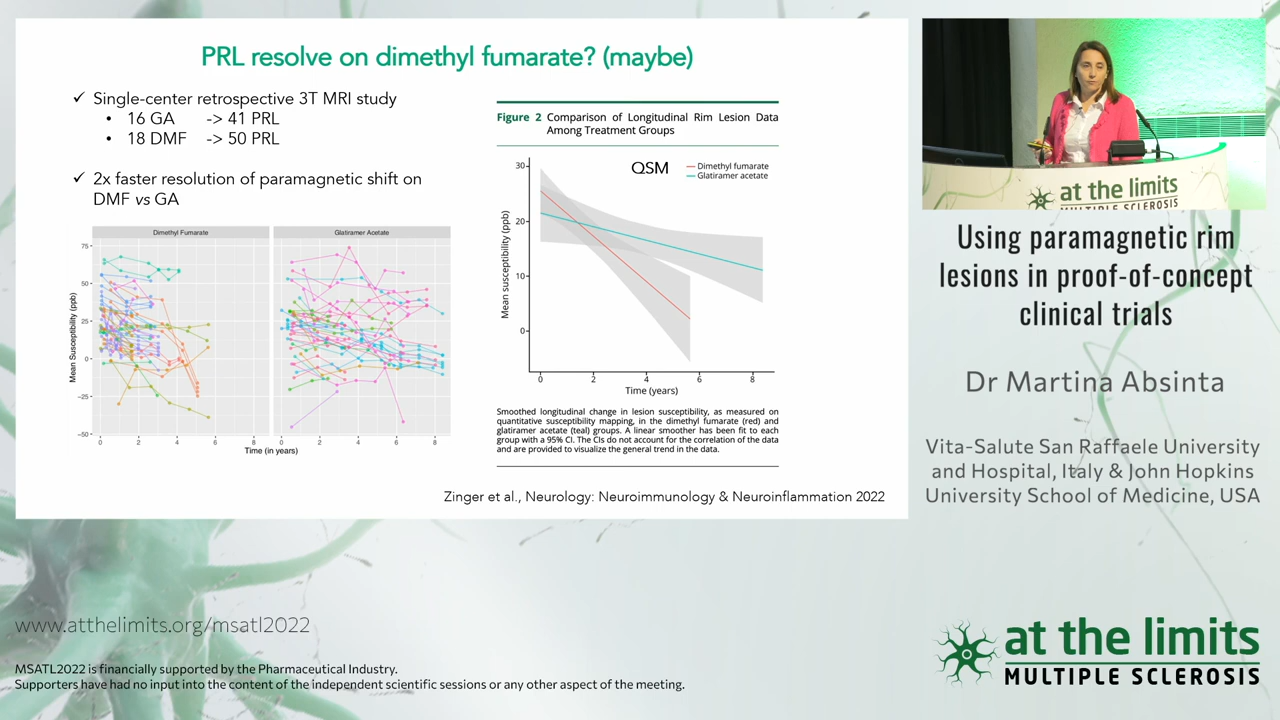 PRL resolve on dimethyl fumarate? (maybe)
✓ Single-center retrospective 3T MRI study
• 16 GA -> 41 PRL
• 18 DMF -> 50 PRL
✓ 2x faster resolution of paramagnetic shift on
DMF vs GA
Dimethyl Fumarate
Glatiramer Acetate
Mean Susceptibility (ppb)
75
50
25
0
−25
−50
0 2 4 6 8
0 2 4 6 8
Time (in years)
Figure 2 Comparison of Longitudinal Rim Lesion Data
Among Treatment Groups
QSM
Dimethyl fumarate
Glatiramer acetate
Mean susceptibility (ppb)
30
20
10
0
0 2 4 6 8
Time (years)
Smoothed longitudinal change in lesion susceptibility, as measured on
quantitative susceptibility mapping, in the dimethyl fumarate (red) and
glatiramer acetate (teal) groups. A linear smoother has been fit to each
group with a 95% CI. The CIs do not account for the correlation of the data
and are provided to visualize the general trend in the data.
Zinger et al., Neurology: Neuroimmunology & Neuroinflammation 2022
at the limits
MULTIPLE SCLEROSIS
Using paramagnetic rim
lesions in proof-of-concept
clinical trials
Dr Martina Absinta
Vita-Salute San Raffaele University
and Hospital, Italy & John Hopkins
University School of Medicine, USA
www.atthelimits.org/msatl2022
MSATL2022 is financially supported by the Pharmaceutical Industry.
Supporters have had no input into the content of the independent scientific sessions or any other aspect of the meeting.
at the limits
MULTIPLE SCLEROSIS